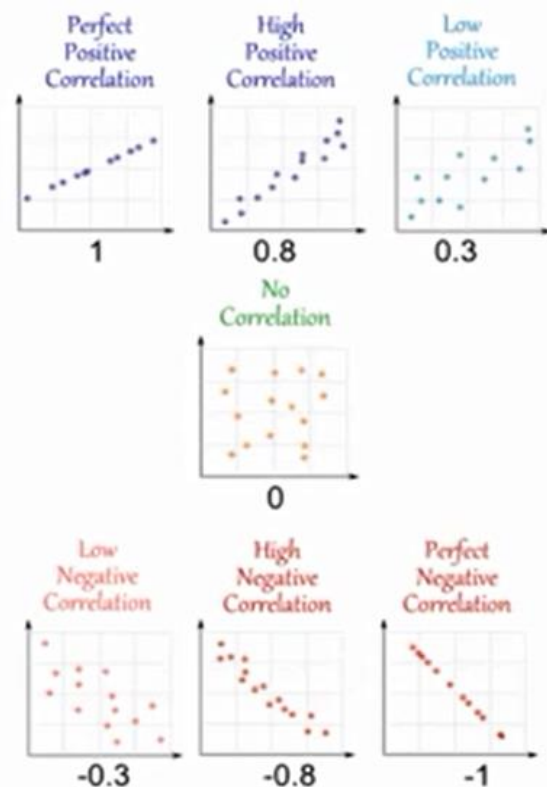 Perfect
Positive
Correlation
1
High
Positive
Correlation
0.8
Low
Positive
Correlation
0.3
No
Correlation
0
Low
Negative
Correlation
-0.3
High
Negative
Correlation
-0.8
Perfect
Negative
Correlation
-1